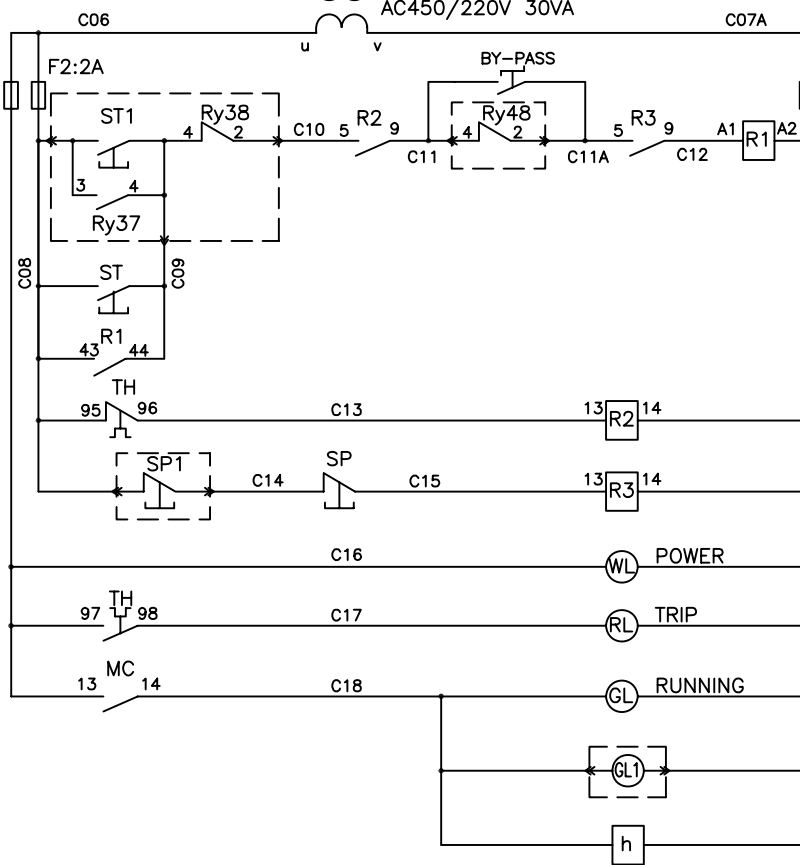 AC450/220V 30VA
C06
C07A
u v
F2:2A
BY-PASS
ST1
Ry38
Ry48
R2
R3
4 2
C10
5 9
C11
4 2
C11A
5 9
C12
A1 R1 A2
3 4
Ry37
C08
C09
ST
R1
43 44
TH
95 96
C13
13 R2 14
SP1
SP
C14
C15
13 R3 14
C16
WL POWER
TH
97 98
C17
RL TRIP
MC
13 14
C18
GL RUNNING
GL1
h